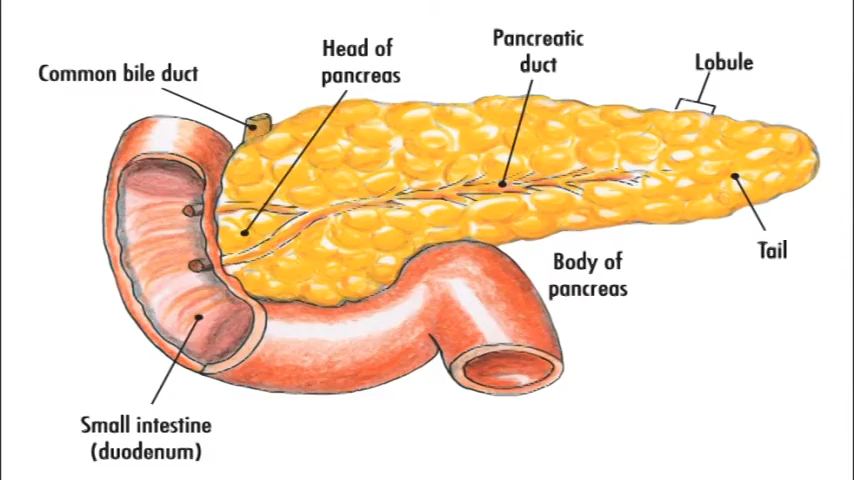 Common bile duct
Head of
pancreas
Pancreatic
duct
Lobule
Tail
Body of
pancreas
Small intestine
(duodenum)